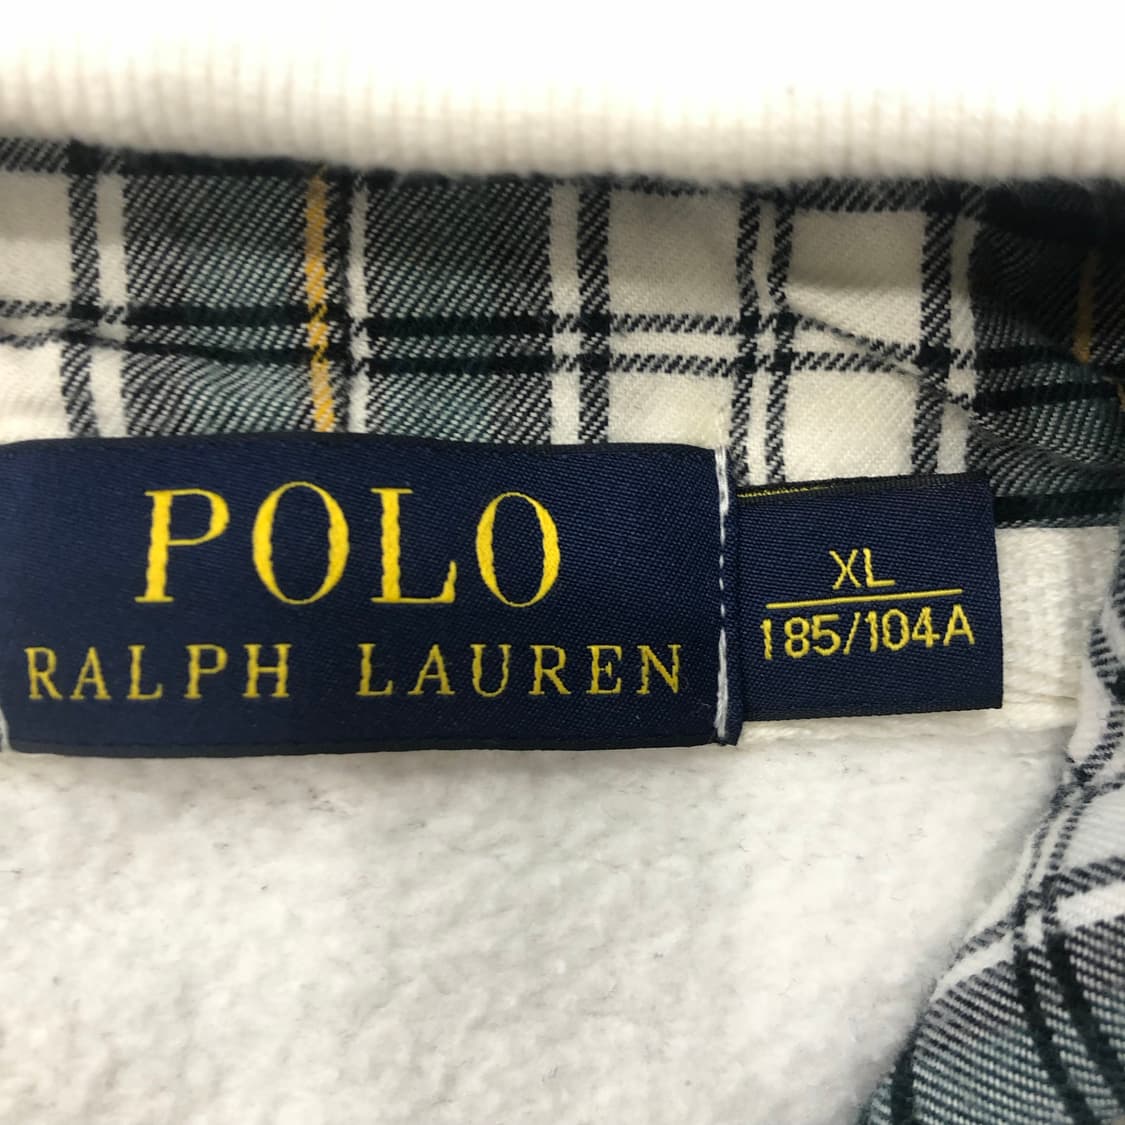 POLO
RALPH LAUREN
XL
185/104A